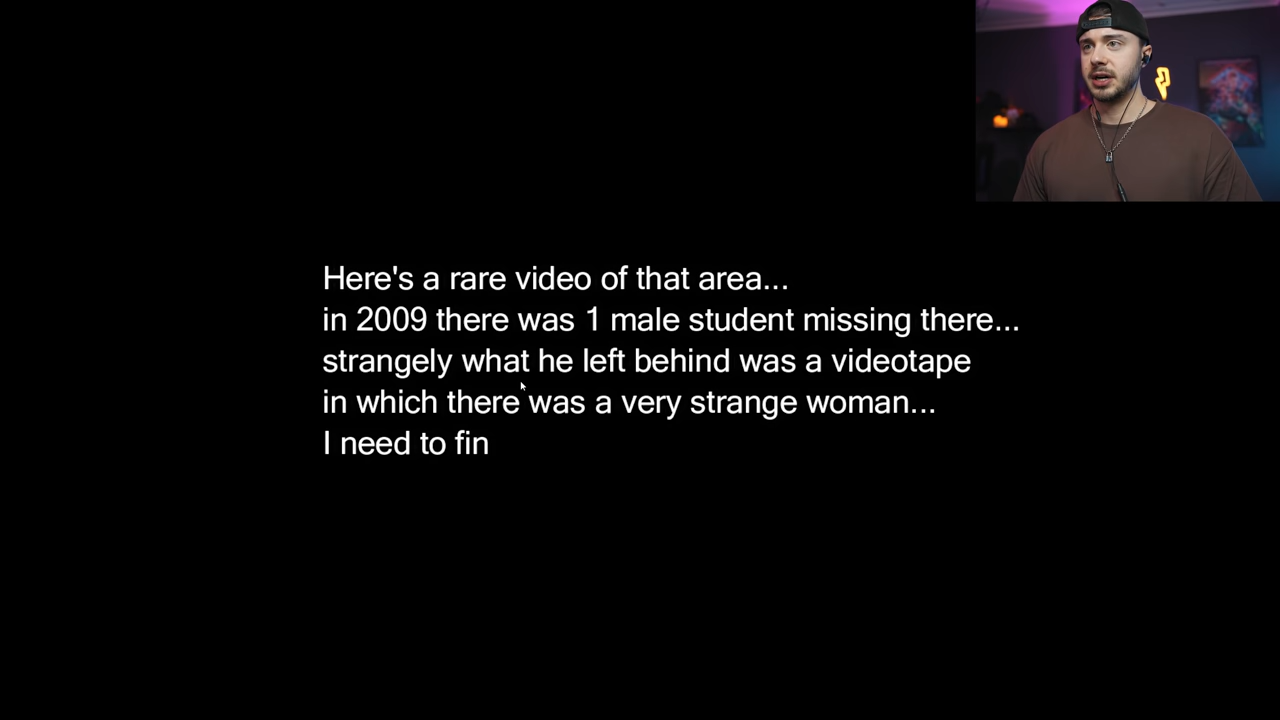 Here's a rare video of that area...
in 2009 there was 1 male student missing there...
strangely what he left behind was a videotape
in which there was a very strange woman...
I need to fin